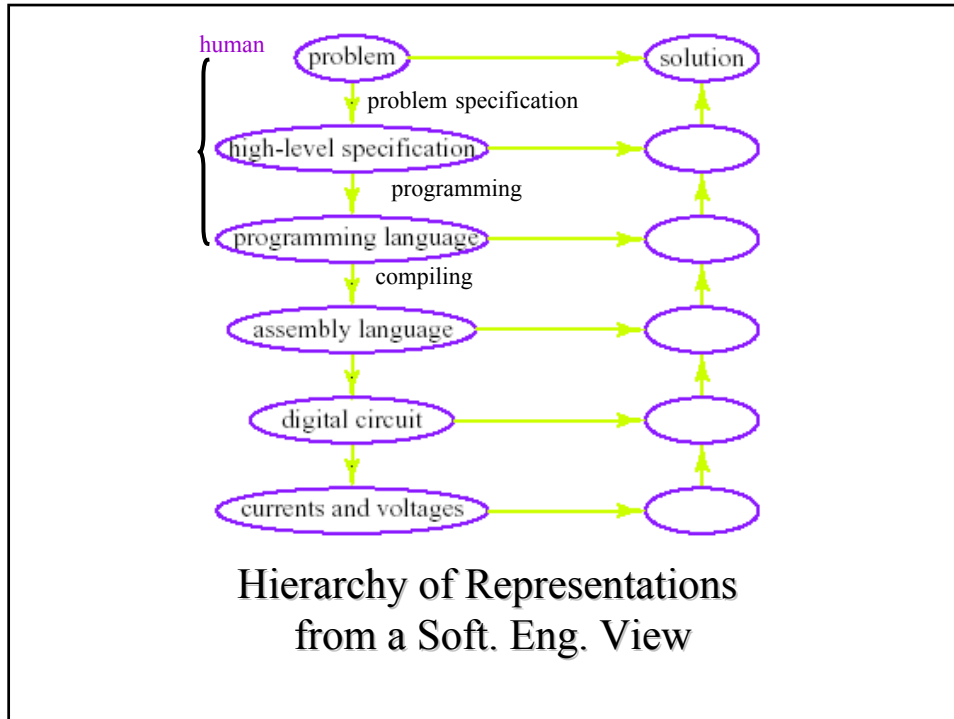 human
problem
solution
problem specification
high-level specification
programming
programming language
compiling
assembly language
digital circuit
currents and voltages
Hierarchy of Representations
from a Soft. Eng. View